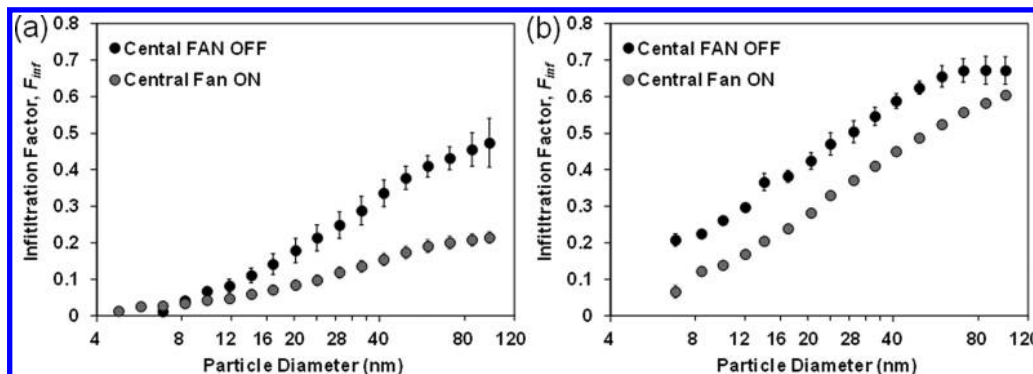 (a)
0.8
0.7
0.6
0.5
0.4
0.3
0.2
0.1
0
Infitltration Factor, Finf
Cental FAN OFF
Central Fan ON
4 8 12 16 20 28 40 80 120
Particle Diameter (nm)
(b)
0.8
0.7
0.6
0.5
0.4
0.3
0.2
0.1
0
Infitltration Factor, Finf
Cental FAN OFF
Central Fan ON
4 8 12 20 28 40 80 120
Particle Diameter (nm)